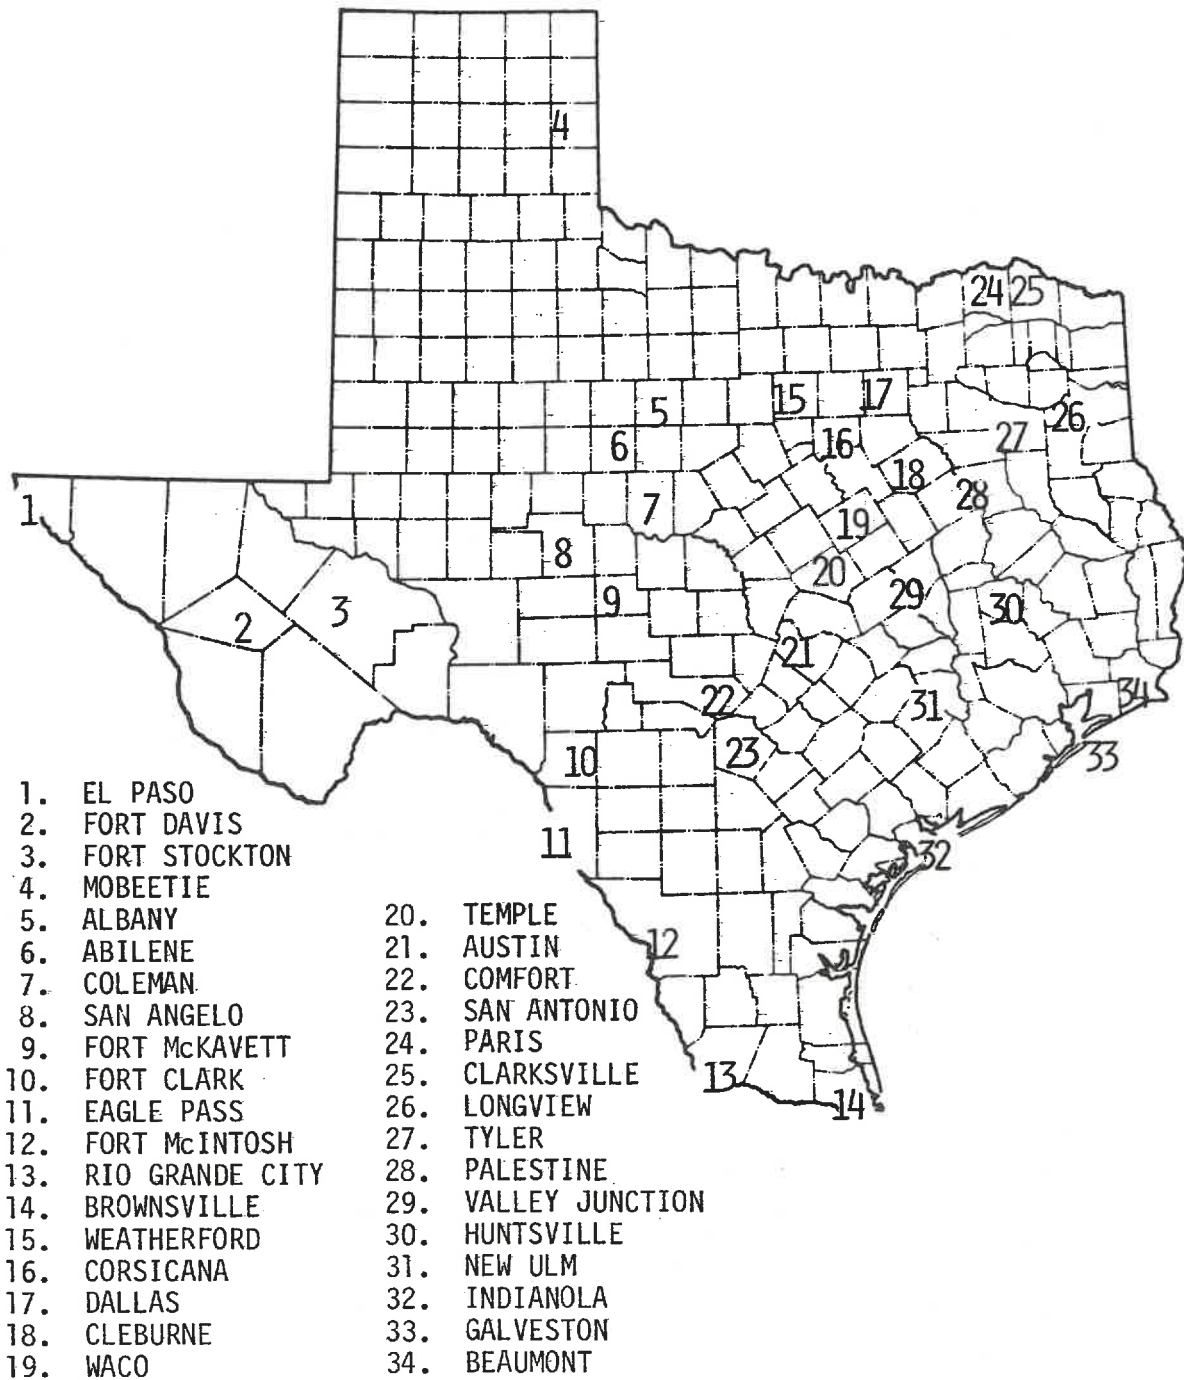 4
24 25
5 15 17
6 16 26
27
1 7 18 28
19
8 20
9 29 30
2 3
21
22 31 34
10 23 33
11 32
12
13 14
1. EL PASO
2. FORT DAVIS
3. FORT STOCKTON
4. MOBEETIE
5. ALBANY
6. ABILENE
7. COLEMAN
8. SAN ANGELO
9. FORT McKAVETT
10. FORT CLARK
11. EAGLE PASS
12. FORT McINTOSH
13. RIO GRANDE CITY
14. BROWNSVILLE
15. WEATHERFORD
16. CORSICANA
17. DALLAS
18. CLEBURNE
19. WACO
20. TEMPLE
21. AUSTIN
22. COMFORT
23. SAN ANTONIO
24. PARIS
25. CLARKSVILLE
26. LONGVIEW
27. TYLER
28. PALESTINE
29. VALLEY JUNCTION
30. HUNTSVILLE
31. NEW ULM
32. INDIANOLA
33. GALVESTON
34. BEAUMONT